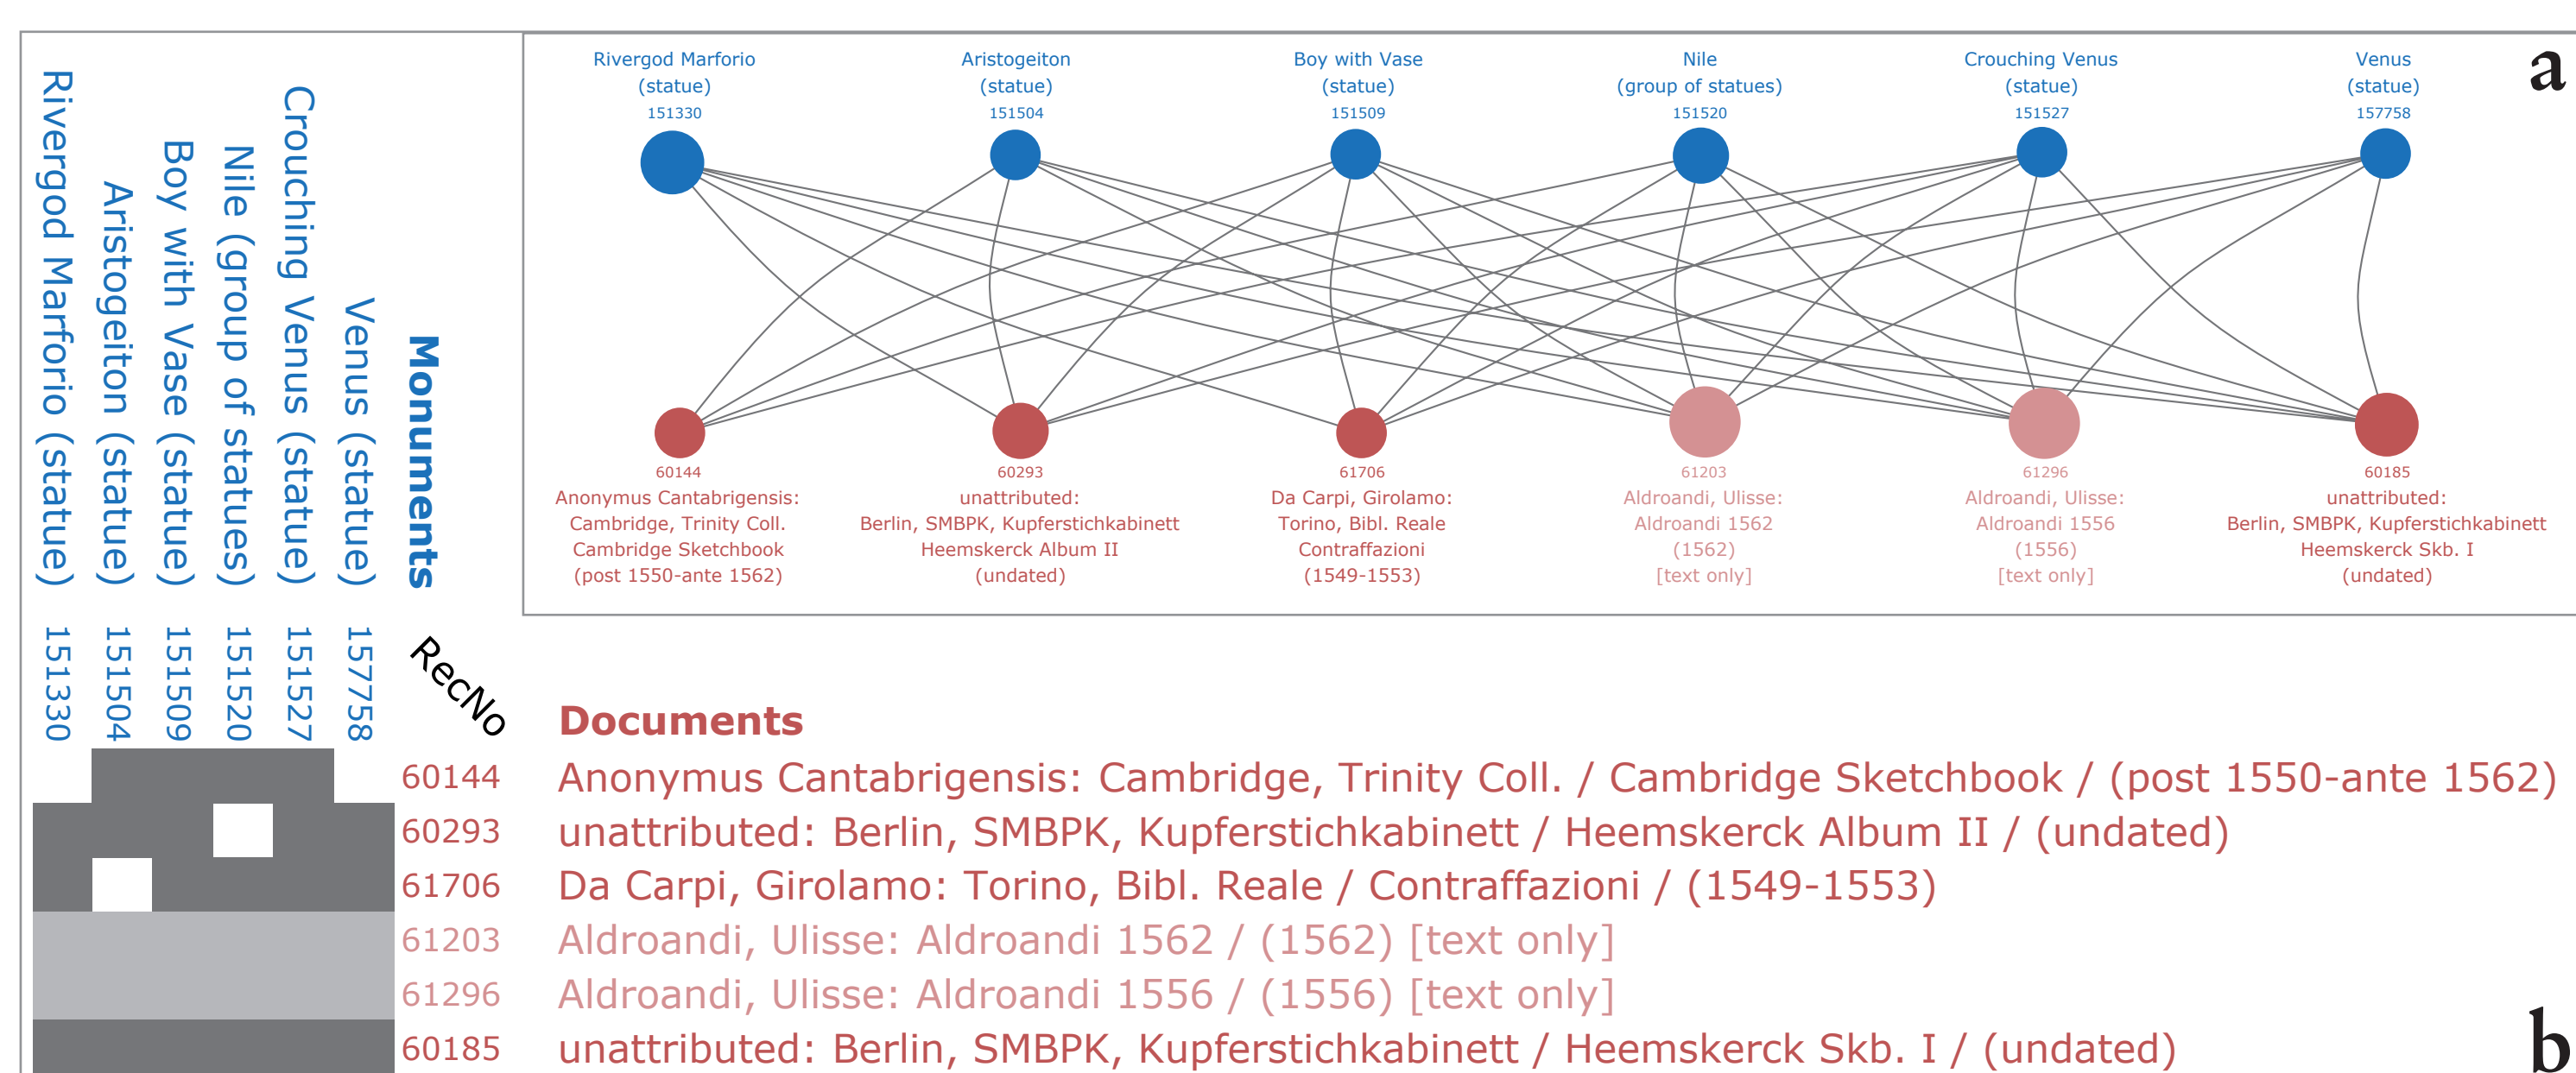 a
Rivergod Marforio
(statue)
151330
Aristogeiton
(statue)
151504
Boy with Vase
(statue)
151509
Nile
(group of statues)
151520
Crouching Venus
(statue)
151527
Venus
(statue)
157758
60144
Anonymus Cantabrigensis:
Cambridge, Trinity Coll.
Cambridge Sketchbook
(post 1550-ante 1562)
60293
unattributed:
Berlin, SMBPK, Kupferstichkabinett
Heemskerck Album II
(undated)
61706
Da Carpi, Girolamo:
Torino, Bibl. Reale
Contraffazioni
(1549-1553)
61203
Aldroandi, Ulisse:
Aldroandi 1562
(1562)
[text only]
61296
Aldroandi, Ulisse:
Aldroandi 1556
(1556)
[text only]
60185
unattributed:
Berlin, SMBPK, Kupferstichkabinett
Heemskerck Skb. I
(undated)
Rivergod Marforio (statue) 151330
Aristogeiton (statue) 151504
Boy with Vase (statue) 151509
Nile (group of statues) 151520
Crouching Venus (statue) 151527
Venus (statue) 157758
Monuments
RecNo
Documents
60144 Anonymus Cantabrigensis: Cambridge, Trinity Coll. / Cambridge Sketchbook / (post 1550-ante 1562)
60293 unattributed: Berlin, SMBPK, Kupferstichkabinett / Heemskerck Album II / (undated)
61706 Da Carpi, Girolamo: Torino, Bibl. Reale / Contraffazioni / (1549-1553)
61203 Aldroandi, Ulisse: Aldroandi 1562 / (1562) [text only]
61296 Aldroandi, Ulisse: Aldroandi 1556 / (1556) [text only]
60185 unattributed: Berlin, SMBPK, Kupferstichkabinett / Heemskerck Skb. I / (undated)
b